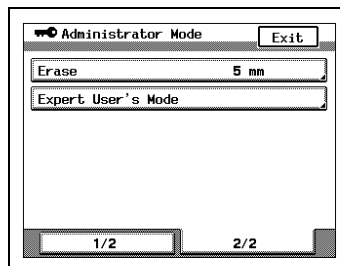 Administrator Mode
Exit
Erase 5 mm
Expert User's Mode
1/2 2/2